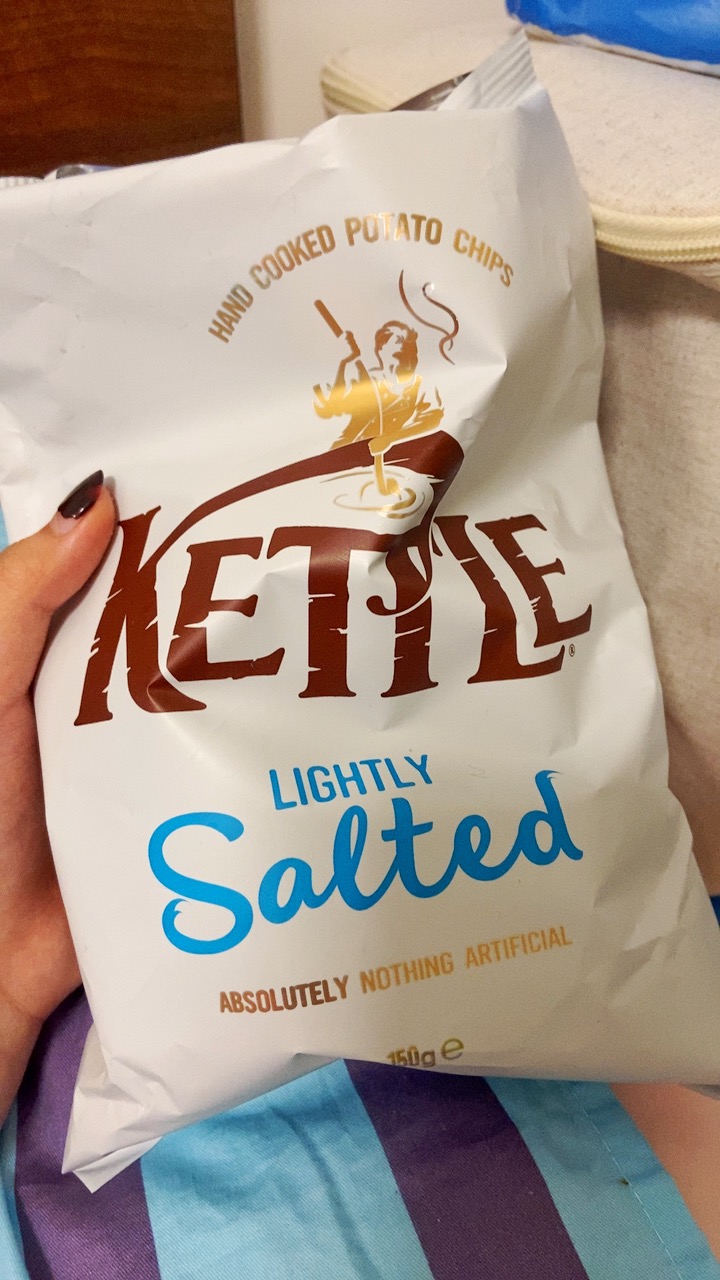 HAND COOKED POTATO CHIPS
KETTLE®
LIGHTLY
Salted
ABSOLUTELY NOTHING ARTIFICIAL
150g e